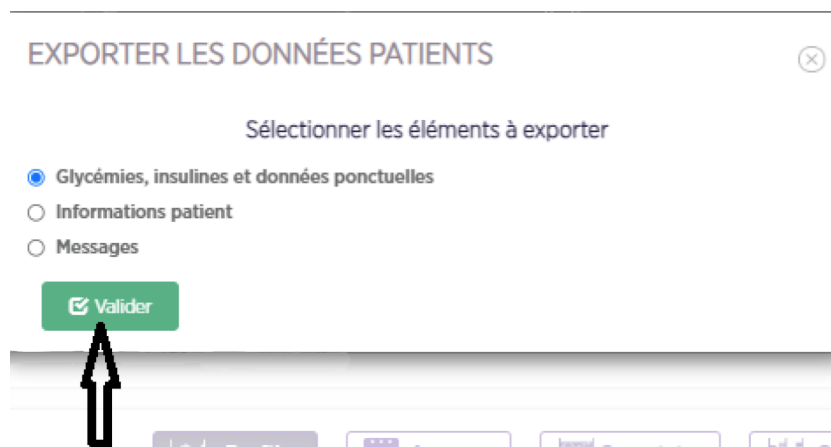 EXPORTER LES DONNÉES PATIENTS
Sélectionner les éléments à exporter
Glycémies, insulines et données ponctuelles
Informations patient
Messages
Valider